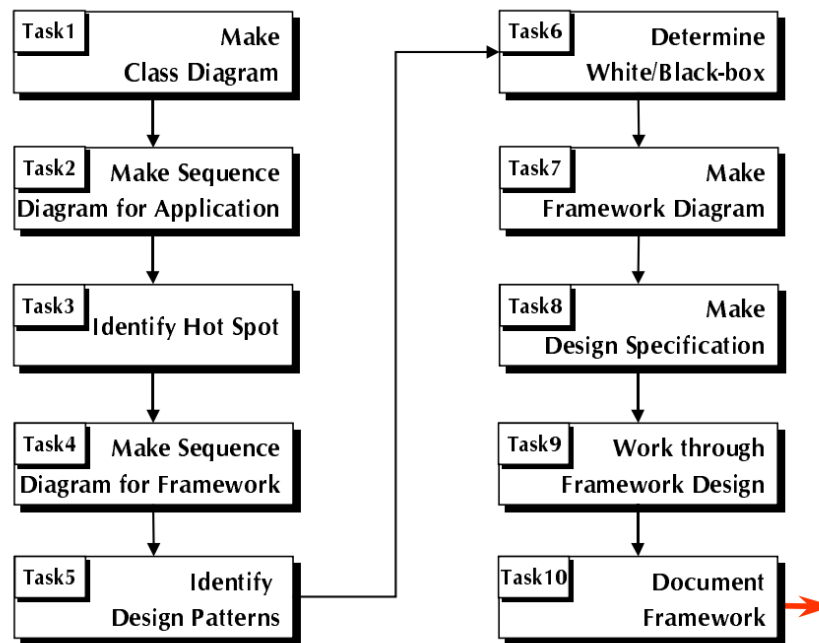 Task1
Make
Class Diagram
Task2
Make Sequence
Diagram for Application
Task3
Identify Hot Spot
Task4
Make Sequence
Diagram for Framework
Task5
Identify
Design Patterns
Task6
Determine
White/Black-box
Task7
Make
Framework Diagram
Task8
Make
Design Specification
Task9
Work through
Framework Design
Task10
Document
Framework